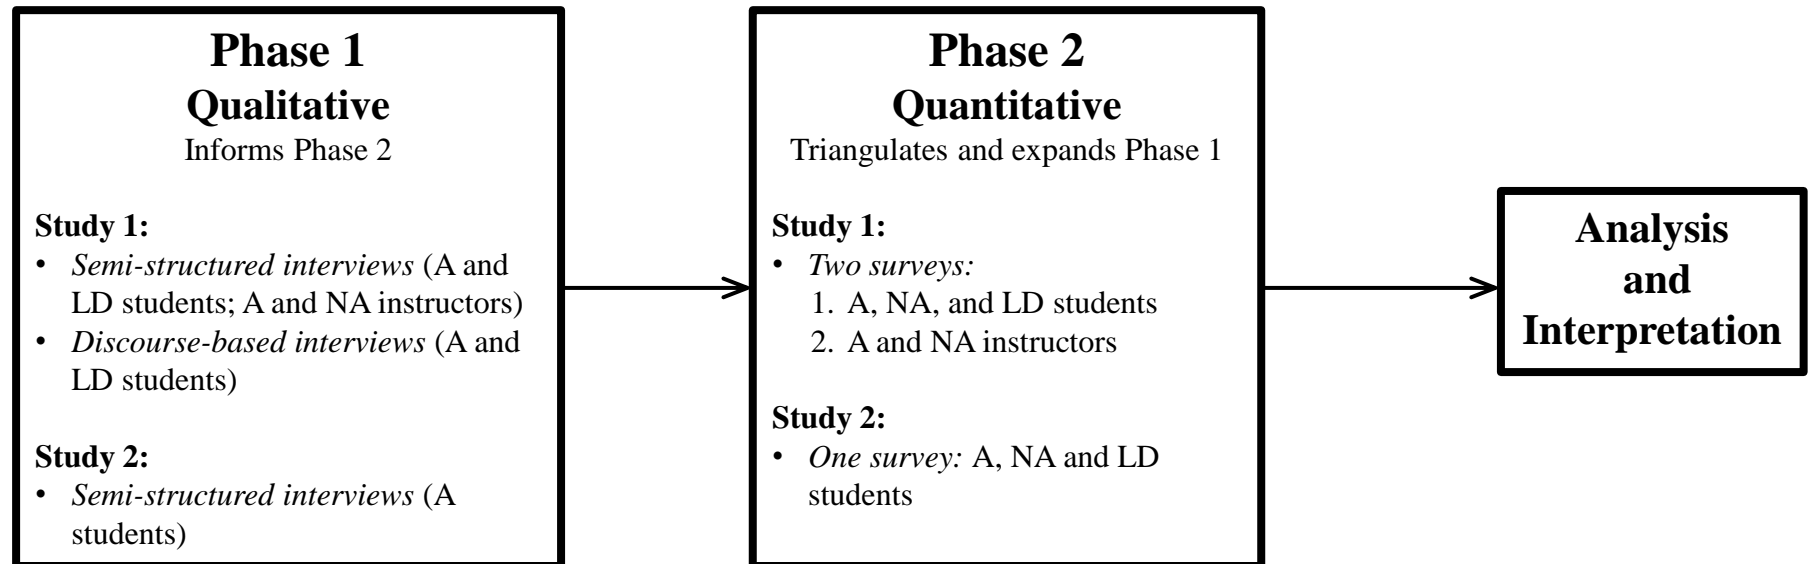 Phase 1
Qualitative
Informs Phase 2
Study 1:
• Semi-structured interviews (A and
LD students; A and NA instructors)
• Discourse-based interviews (A and
LD students)
Study 2:
• Semi-structured interviews (A
students)
Phase 2
Quantitative
Triangulates and expands Phase 1
Study 1:
• Two surveys:
1. A, NA, and LD students
2. A and NA instructors
Study 2:
• One survey: A, NA and LD
students
Analysis
and
Interpretation